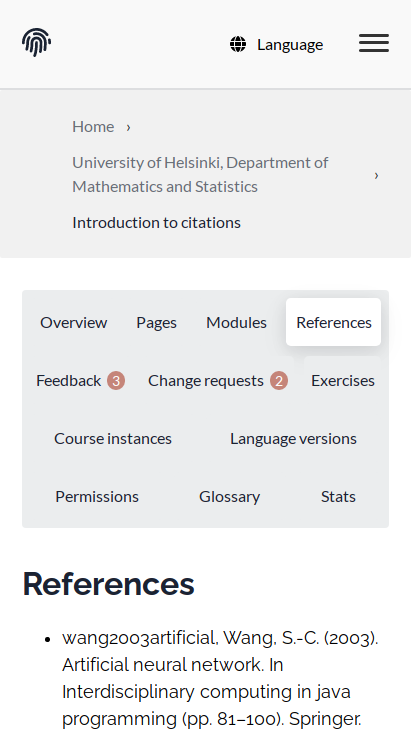 Language
Home ›
University of Helsinki, Department of
Mathematics and Statistics ›
Introduction to citations
Overview Pages Modules References
Feedback 3 Change requests 2 Exercises
Course instances Language versions
Permissions Glossary Stats
References
• wang2003artificial, Wang, S.-C. (2003).
Artificial neural network. In
Interdisciplinary computing in java
programming (pp. 81–100). Springer.